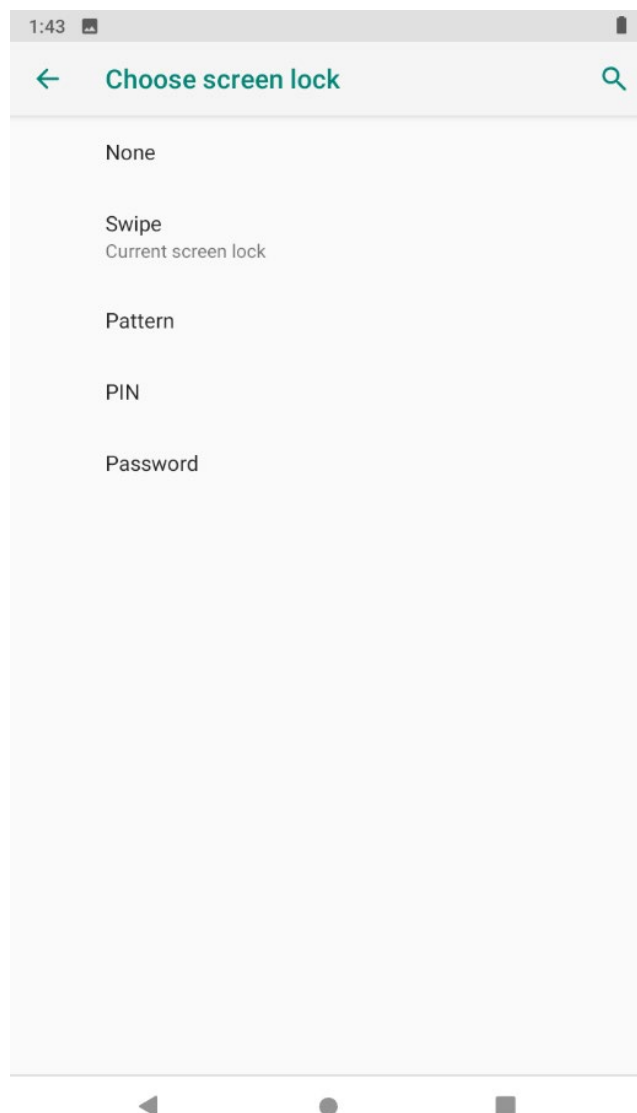 1:43
Choose screen lock
None
Swipe
Current screen lock
Pattern
PIN
Password